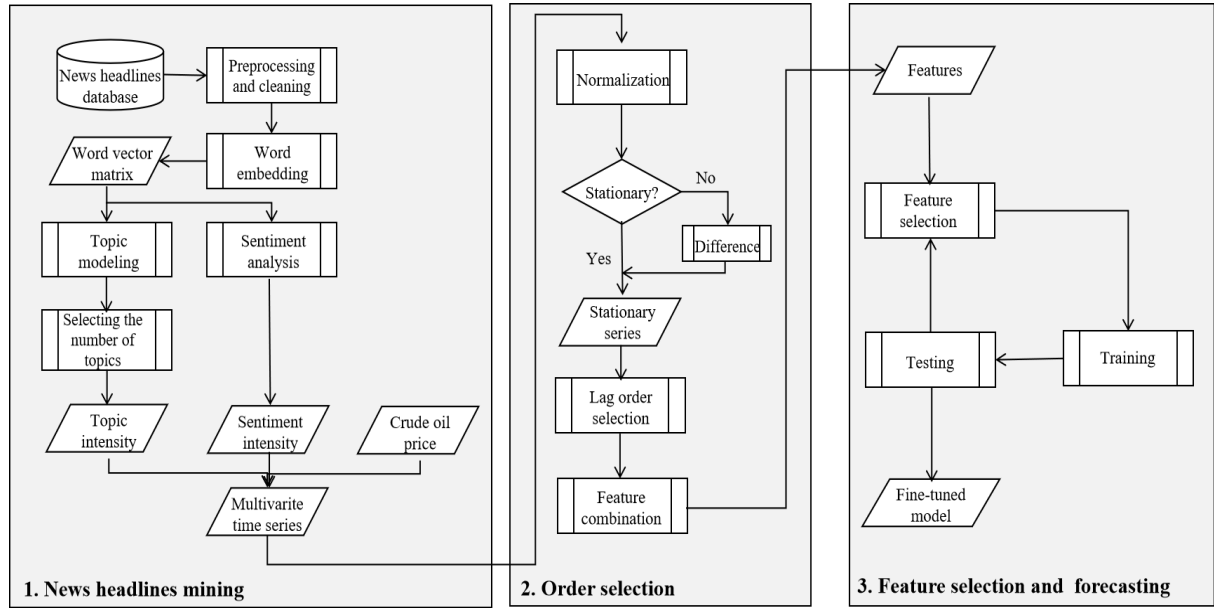 News headlines
database
Preprocessing
and cleaning
Word vector
matrix
Word
embedding
Topic
modeling
Sentiment
analysis
Selecting the
number of
topics
Topic
intensity
Sentiment
intensity
Crude oil
price
Multivarite
time series
1. News headlines mining
Normalization
Stationary?
No
Difference
Yes
Stationary
series
Lag order
selection
Feature
combination
2. Order selection
Features
Feature
selection
Testing
Training
Fine-tuned
model
3. Feature selection and forecasting